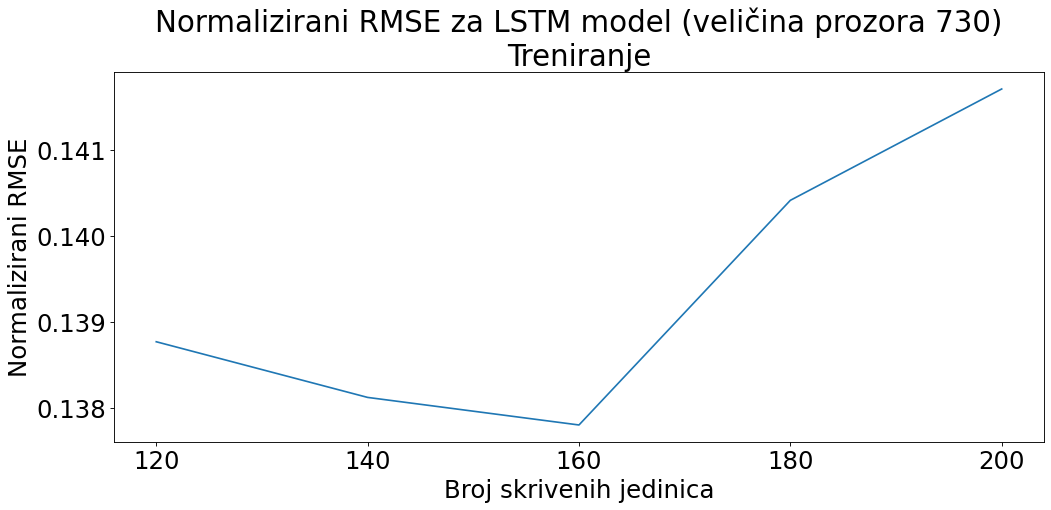 Normalizirani RMSE za LSTM model (veličina prozora 730)
Treniranje
Normalizirani RMSE
0.141
0.140
0.139
0.138
120 140 160 180 200
Broj skrivenih jedinica